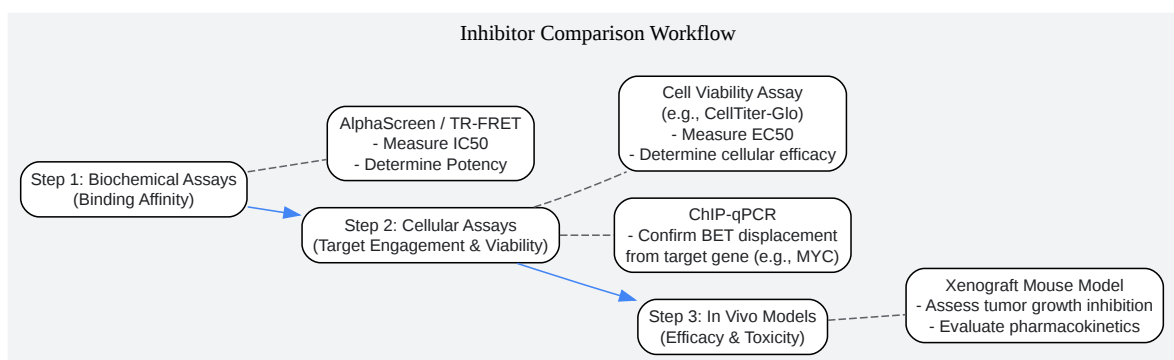 Inhibitor Comparison Workflow
Step 1: Biochemical Assays
(Binding Affinity)
AlphaScreen / TR-FRET
- Measure IC50
- Determine Potency
Step 2: Cellular Assays
(Target Engagement & Viability)
Cell Viability Assay
(e.g., CellTiter-Glo)
- Measure EC50
- Determine cellular efficacy
ChIP-qPCR
- Confirm BET displacement
from target gene (e.g., MYC)
Step 3: In Vivo Models
(Efficacy & Toxicity)
Xenograft Mouse Model
- Assess tumor growth inhibition
- Evaluate pharmacokinetics